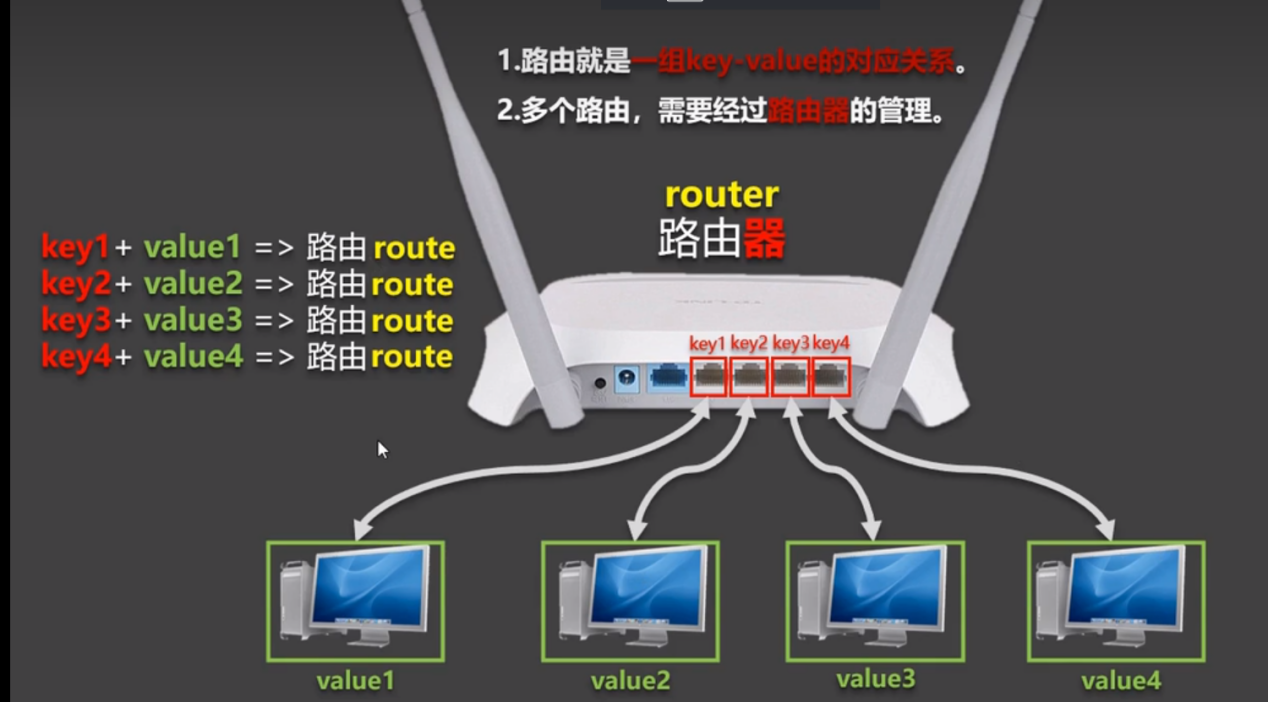 1.路由就是一组key-value的对应关系。
2.多个路由，需要经过路由器的管理。
router
路由器
key1+ value1 => 路由 route
key2+ value2 => 路由 route
key3+ value3 => 路由 route
key4+ value4 => 路由 route
key1 key2 key3 key4
value1
value2
value3
value4